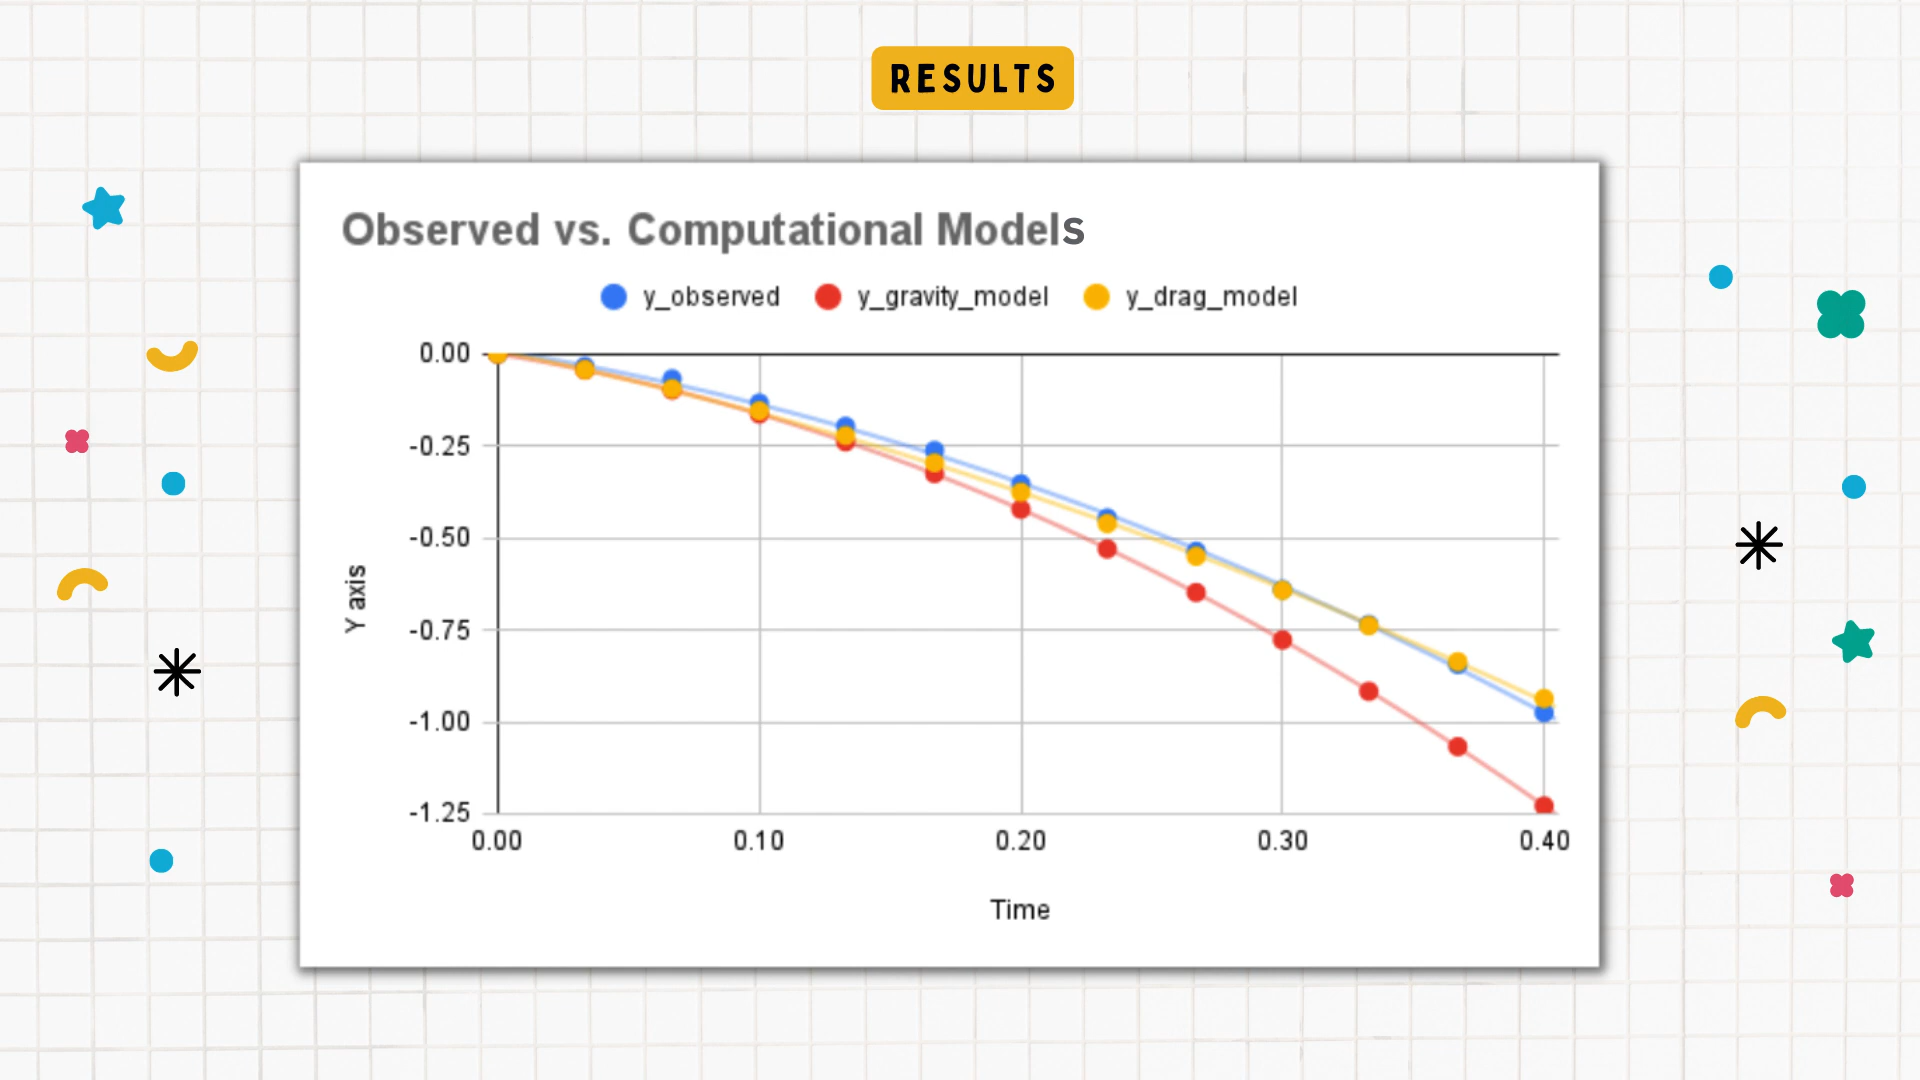 RESULTS
Observed vs. Computational Models
y_observed y_gravity_model y_drag_model
0.00
-0.25
-0.50
-0.75
-1.00
-1.25
Y axis
0.00 0.10 0.20 0.30 0.40
Time